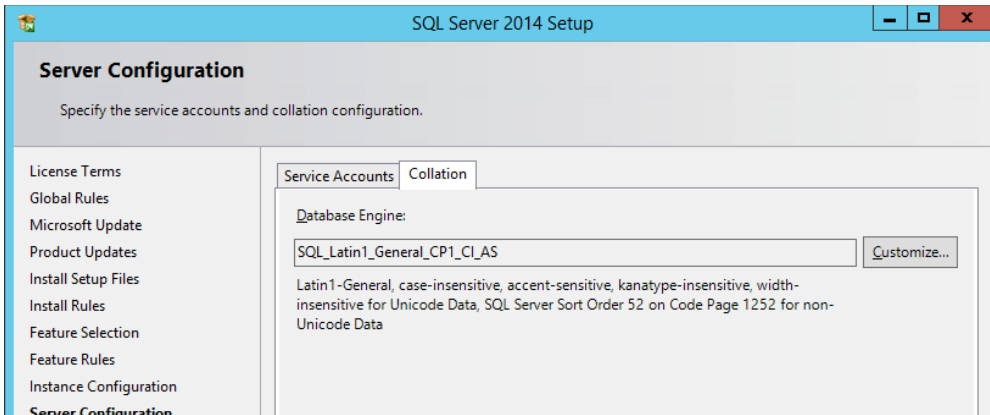 SQL Server 2014 Setup
Server Configuration
Specify the service accounts and collation configuration.
License Terms
Global Rules
Microsoft Update
Product Updates
Install Setup Files
Install Rules
Feature Selection
Feature Rules
Instance Configuration
Server Configuration
Service Accounts
Collation
Database Engine:
SQL_Latin1_General_CP1_CI_AS
Customize...
Latin1-General, case-insensitive, accent-sensitive, kanatype-insensitive, width-
insensitive for Unicode Data, SQL Server Sort Order 52 on Code Page 1252 for non-
Unicode Data